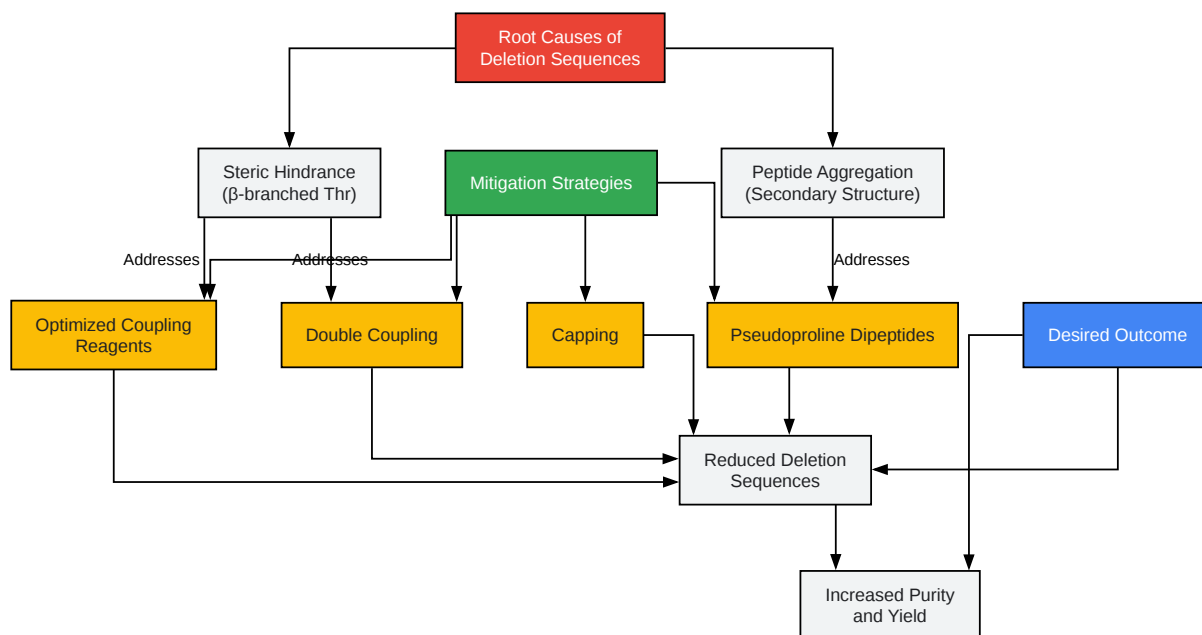 Root Causes of
Deletion Sequences
Steric Hindrance
(β-branched Thr)
Mitigation Strategies
Peptide Aggregation
(Secondary Structure)
Addresses
Addresses
Addresses
Optimized Coupling
Reagents
Double Coupling
Capping
Pseudoproline Dipeptides
Desired Outcome
Reduced Deletion
Sequences
Increased Purity
and Yield